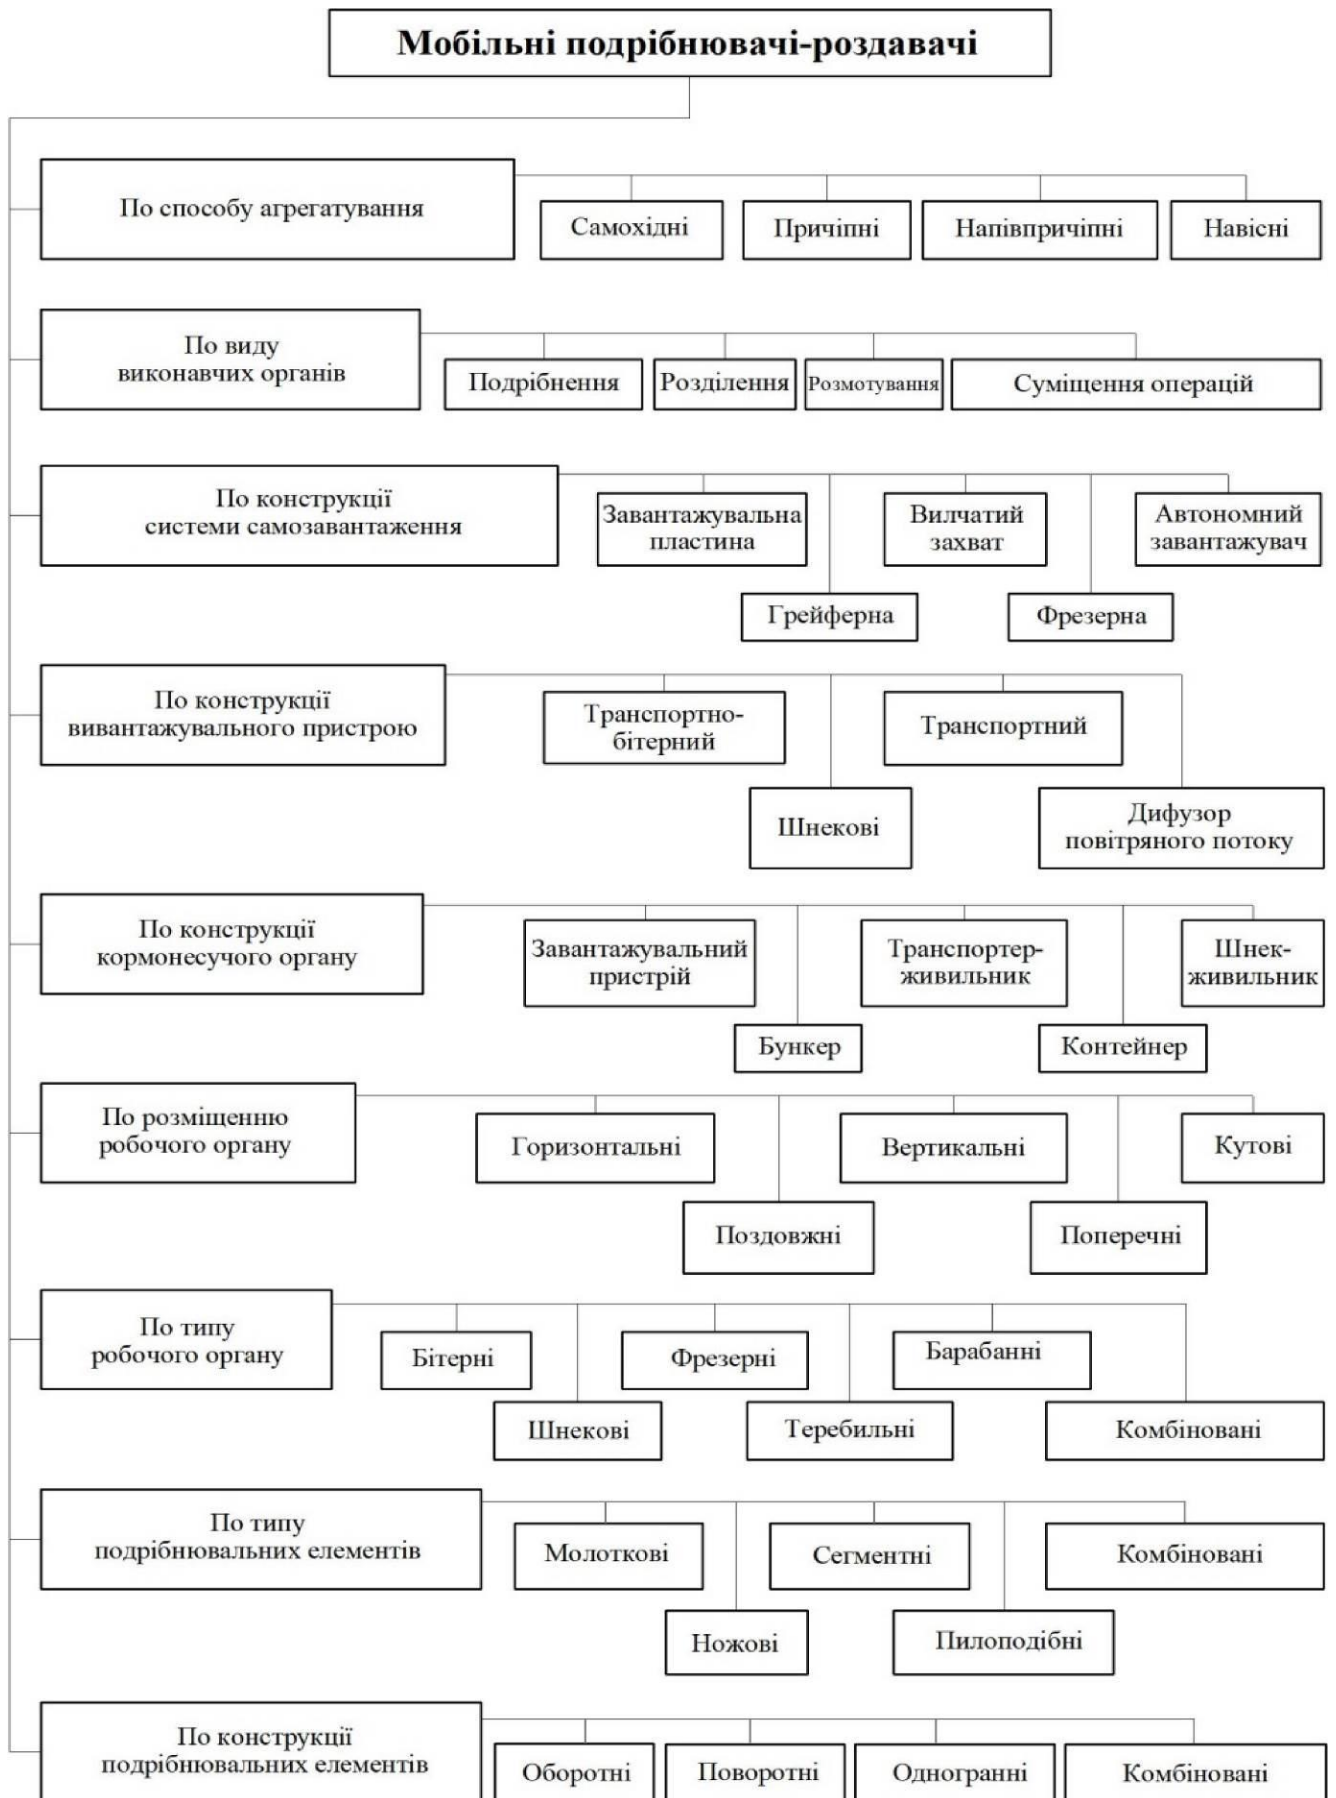 Мобільні подрібнювачі-роздавачі
По способу агрегатування
Самохідні
Причіпні
Напівпричіпні
Навісні
По виду
виконавчих органів
Подрібнення
Розділення
Розмотування
Суміщення операцій
По конструкції
системи самозавантаження
Завантажувальна
пластина
Вилчатий
захват
Автономний
завантажувач
Грейферна
Фрезерна
По конструкції
вивантажувального пристрою
Транспортно-
бітерний
Транспортний
Шнекові
Дифузор
повітряного потоку
По конструкції
кормонесучого органу
Завантажувальний
пристрій
Транспортер-
живильник
Шнек-
живильник
Бункер
Контейнер
По розміщенню
робочого органу
Горизонтальні
Вертикальні
Кутові
Поздовжні
Поперечні
По типу
робочого органу
Бітерні
Фрезерні
Барабанні
Шнекові
Теребильні
Комбіновані
По типу
подрібнювальних елементів
Молоткові
Сегментні
Комбіновані
Ножові
Пилоподібні
По конструкції
подрібнювальних елементів
Оборотні
Поворотні
Одногранні
Комбіновані